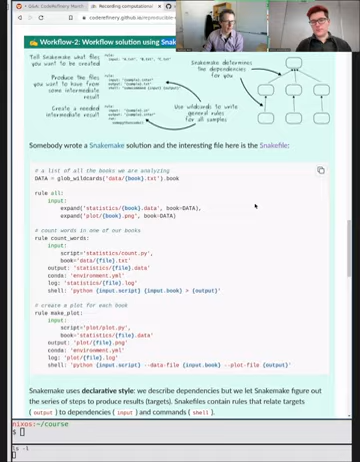 Recording computational
coderefinery.github.io/reproducible-
Workflow-2: Workflow solution using Snakemake
Tell Snakemake what files
you want to be created
Produce the files
you want to have from
some intermediate
result
Create a needed
intermediate result
Snakemake determines
the dependencies
for you
Use wildcards to write
general rules
for all samples
Somebody wrote a Snakemake solution and the interesting file here is the Snakefile:
# a list of all the books we are analyzing
DATA = glob_wildcards('data/{book}.txt').book
rule all:
input:
expand('statistics/{book}.data', book=DATA),
expand('plot/{book}.png', book=DATA)
# count words in one of our books
rule count_words:
input:
script='statistics/count.py',
book='data/{file}.txt'
output: 'statistics/{file}.data'
conda: 'environment.yml'
log: 'statistics/{file}.log'
shell: 'python {input.script} {input.book} > {output}'
# create a plot for each book
rule make_plot:
input:
script='plot/plot.py',
book='statistics/{file}.data'
output: 'plot/{file}.png'
conda: 'environment.yml'
log: 'plot/{file}.log'
shell: 'python {input.script} --data-file {input.book} --plot-file {output}'
Snakemake uses declarative style: we describe dependencies but we let Snakemake figure out
the series of steps to produce results (targets). Snakefiles contain rules that relate targets
( output ) to dependencies ( input ) and commands ( shell ).
nixos:~/course
$
ls -l